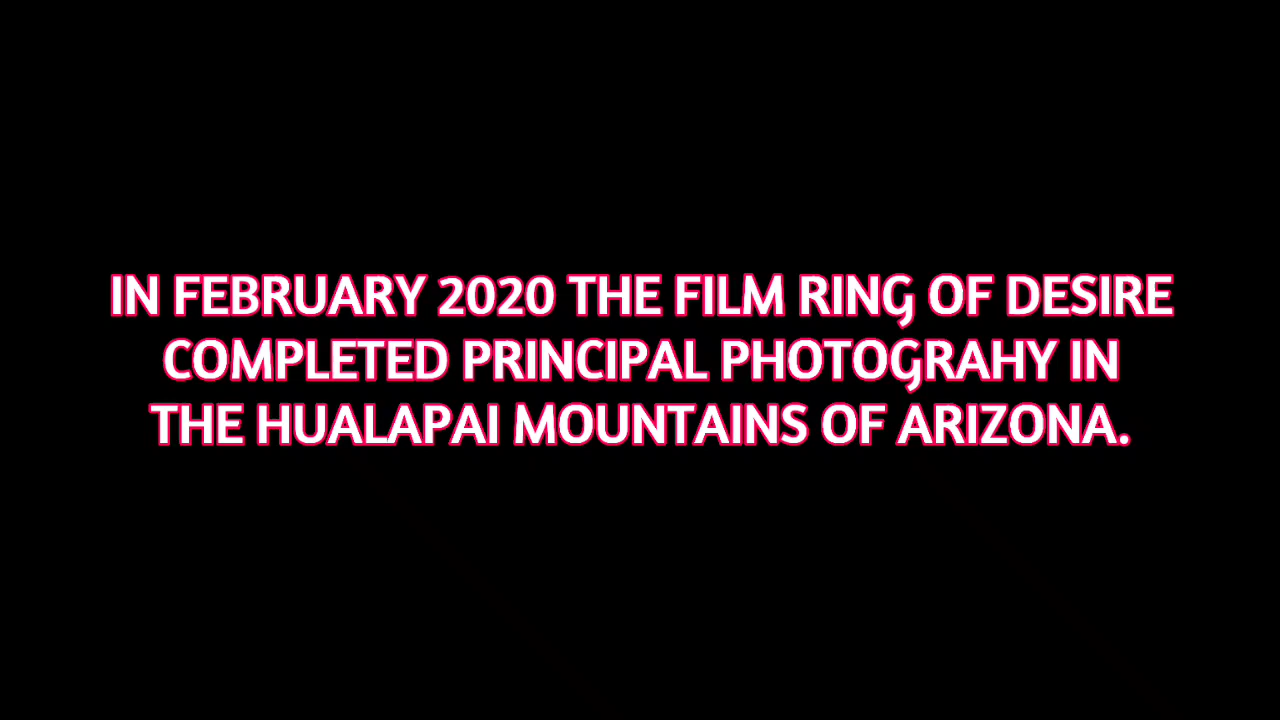 IN FEBRUARY 2020 THE FILM RING OF DESIRE
COMPLETED PRINCIPAL PHOTOGRAHY IN
THE HUALAPAI MOUNTAINS OF ARIZONA.